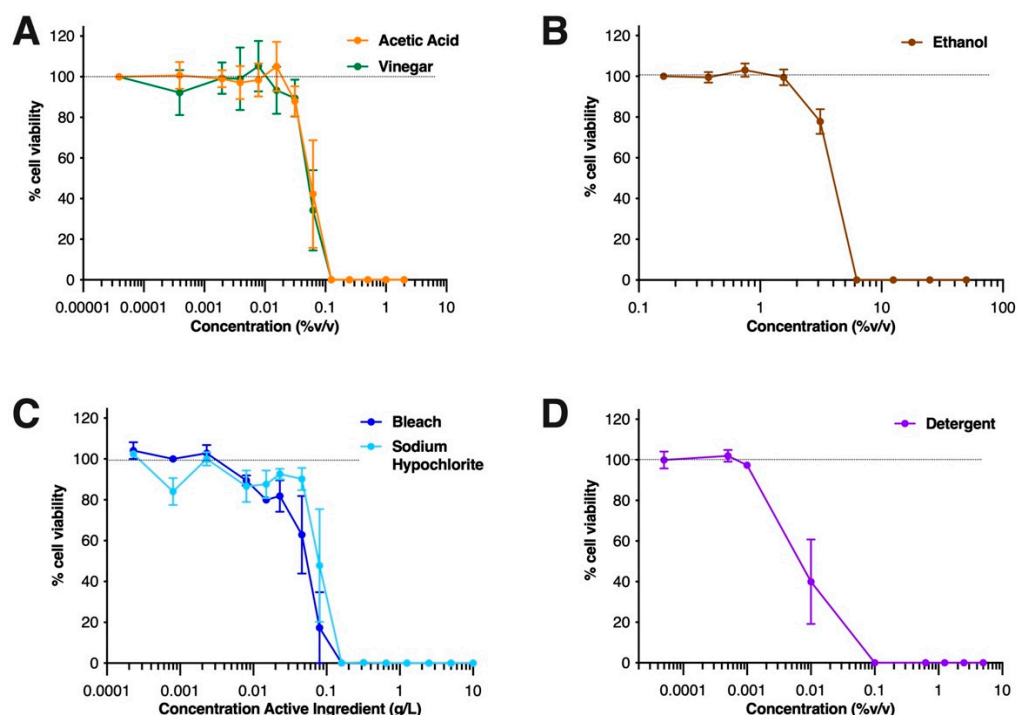 A
120
100
80
60
40
20
0
% cell viability
Acetic Acid
Vinegar
0.00001
0.001
0.01
0.1
1
10
Concentration (%v/v)
B
120
100
80
60
40
20
0
% cell viability
Ethanol
0.1
1
10
100
Concentration (%v/v)
C
120
100
80
60
40
20
0
% cell viability
Bleach
Sodium
Hypochlorite
0.0001
0.001
0.01
0.1
1
10
Concentration Active Ingredient (g/L)
D
120
100
80
60
40
20
0
% cell viability
Detergent
0.0001
0.001
0.01
0.1
1
10
Concentration (%v/v)